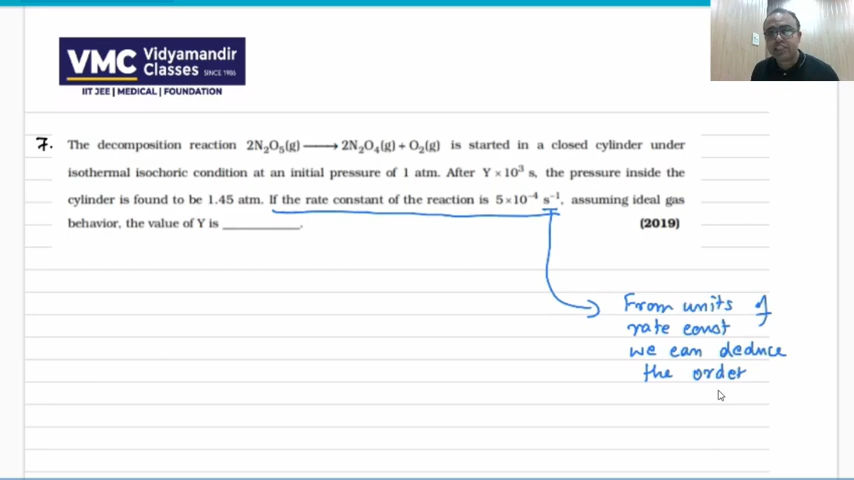 VMC Vidyamandir
Classes SINCE 1986
IIT JEE | MEDICAL | FOUNDATION
7. The decomposition reaction 2N₂O₅(g) ⟶ 2N₂O₄(g) + O₂(g) is started in a closed cylinder under
isothermal isochoric condition at an initial pressure of 1 atm. After Y × 10³ s, the pressure inside the
cylinder is found to be 1.45 atm. If the rate constant of the reaction is 5×10⁻⁴ s⁻¹, assuming ideal gas
behavior, the value of Y is __________. (2019)
From units of
rate const
we can deduce
the order